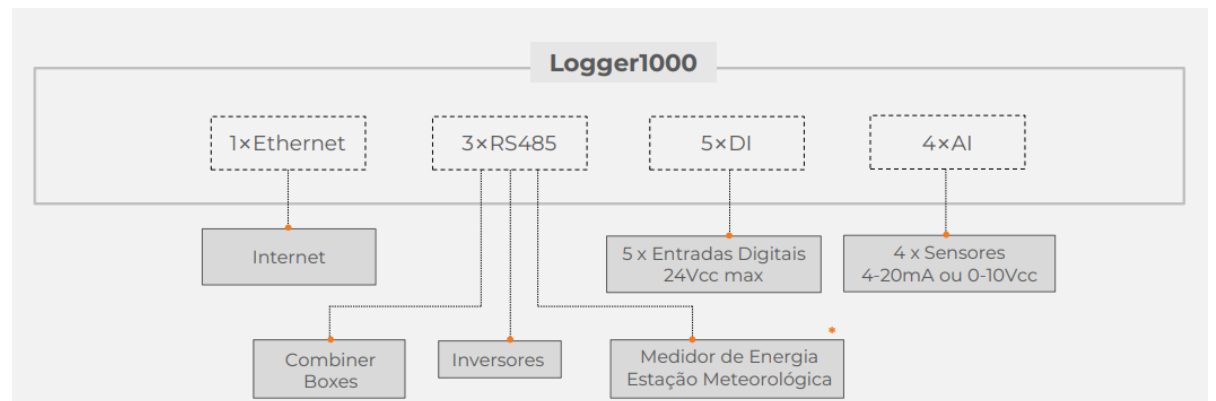 Logger1000
1×Ethernet
3×RS485
5×DI
4×AI
Internet
5 x Entradas Digitais
24Vcc max
4 x Sensores
4-20mA ou 0-10Vcc
Combiner
Boxes
Inversores
*
Medidor de Energia
Estação Meteorológica